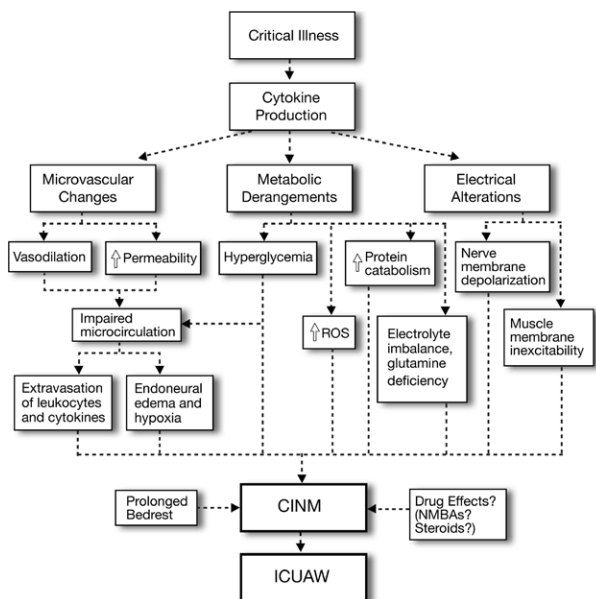 Critical Illness
Cytokine
Production
Microvascular
Changes
Metabolic
Derangements
Electrical
Alterations
Vasodilation
⇧ Permeability
Hyperglycemia
⇧ Protein
catabolism
Nerve
membrane
depolarization
Impaired
microcirculation
⇧ ROS
Electrolyte
imbalance,
glutamine
deficiency
Muscle
membrane
inexcitability
Extravasation
of leukocytes
and cytokines
Endoneural
edema and
hypoxia
Prolonged
Bedrest
CINM
Drug Effects?
(NMBAs?
Steroids?)
ICUAW